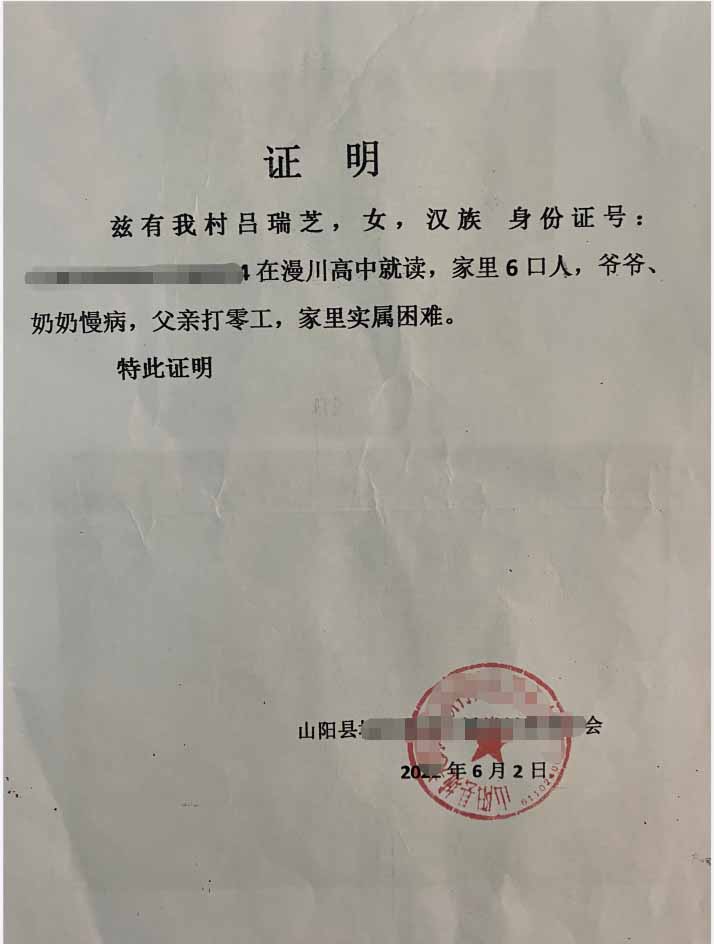 证 明
兹有我村吕瑞芝，女，汉族 身份证号：
4在漫川高中就读，家里6口人，爷爷、
奶奶慢病，父亲打零工，家里实属困难。
特此证明
山阳县
会
年6月2日
山阳县